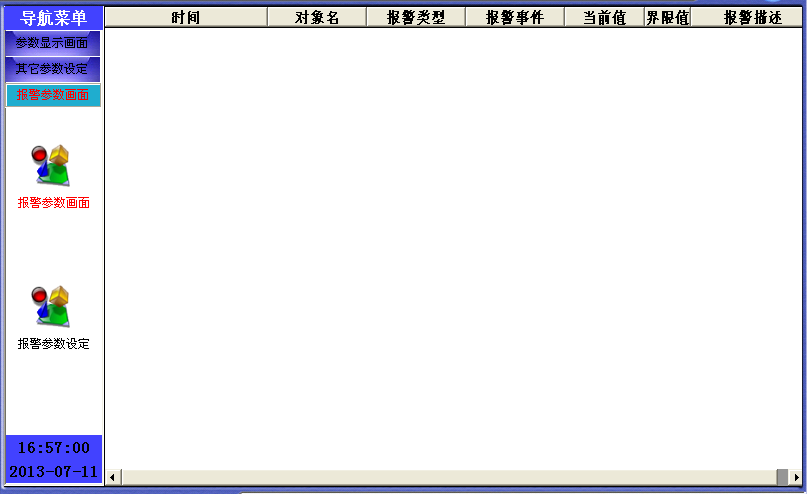 导航菜单
参数显示画面
其它参数设定
报警参数画面
报警参数画面
报警参数设定
16:57:00
2013-07-11
时间 对象名 报警类型 报警事件 当前值 界限值 报警描述